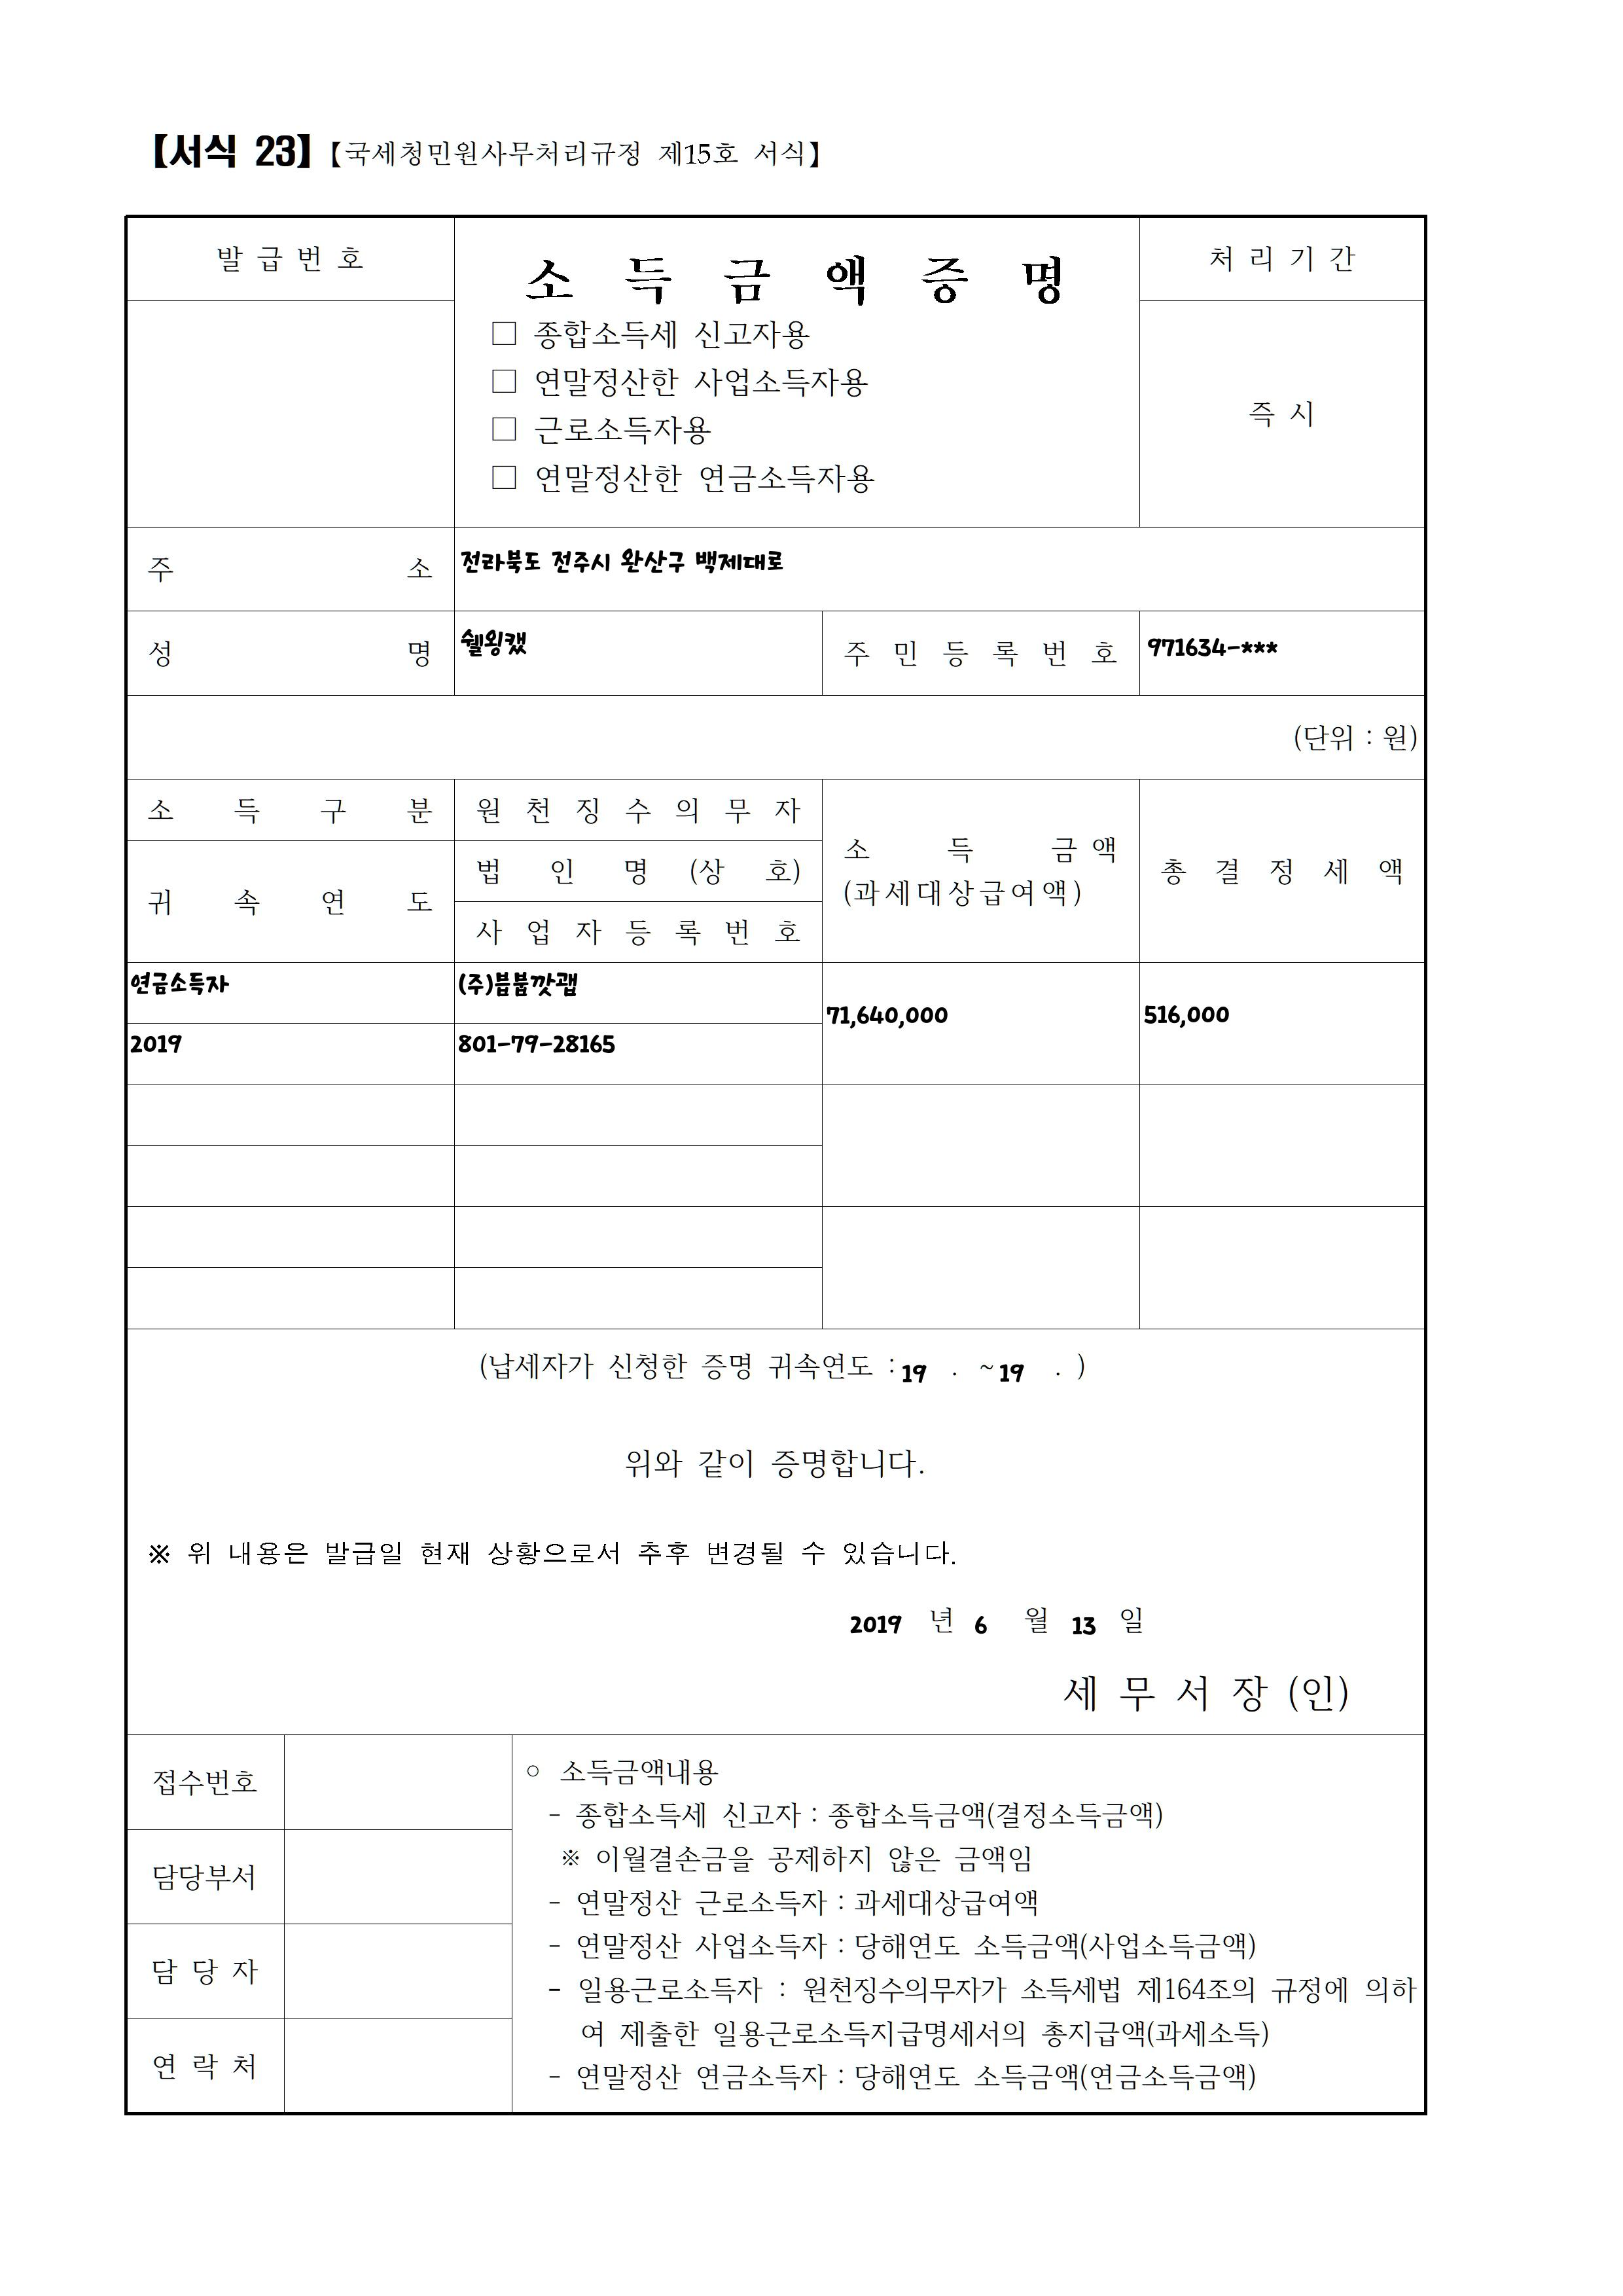 【서식 23】【국세청민원사무처리규정 제15호 서식】
발 급 번 호
소 득 금 액 증 명
처 리 기 간
□ 종합소득세 신고자용
□ 연말정산한 사업소득자용
□ 근로소득자용
□ 연말정산한 연금소득자용
즉 시
주 소 전라북도 전주시 완산구 백제대로
성 명 쉘욍캤 주 민 등 록 번 호 971634-***
(단위 : 원)
소 득 구 분 원 천 징 수 의 무 자
소 득 금 액
(과세대상급여액)
총 결 정 세 액
귀 속 연 도
법 인 명 (상 호)
사 업 자 등 록 번 호
연금소득자 (주)븜붊깟괩
71,640,000 516,000
2019 801-79-28165
(납세자가 신청한 증명 귀속연도 : 19 . ~ 19 . )
위와 같이 증명합니다.
※ 위 내용은 발급일 현재 상황으로서 추후 변경될 수 있습니다.
2019 년 6 월 13 일
세 무 서 장 (인)
접수번호
담당부서
담 당 자
연 락 처
○ 소득금액내용
- 종합소득세 신고자 : 종합소득금액(결정소득금액)
※ 이월결손금을 공제하지 않은 금액임
- 연말정산 근로소득자 : 과세대상급여액
- 연말정산 사업소득자 : 당해연도 소득금액(사업소득금액)
- 일용근로소득자 : 원천징수의무자가 소득세법 제164조의 규정에 의하
여 제출한 일용근로소득지급명세서의 총지급액(과세소득)
- 연말정산 연금소득자 : 당해연도 소득금액(연금소득금액)